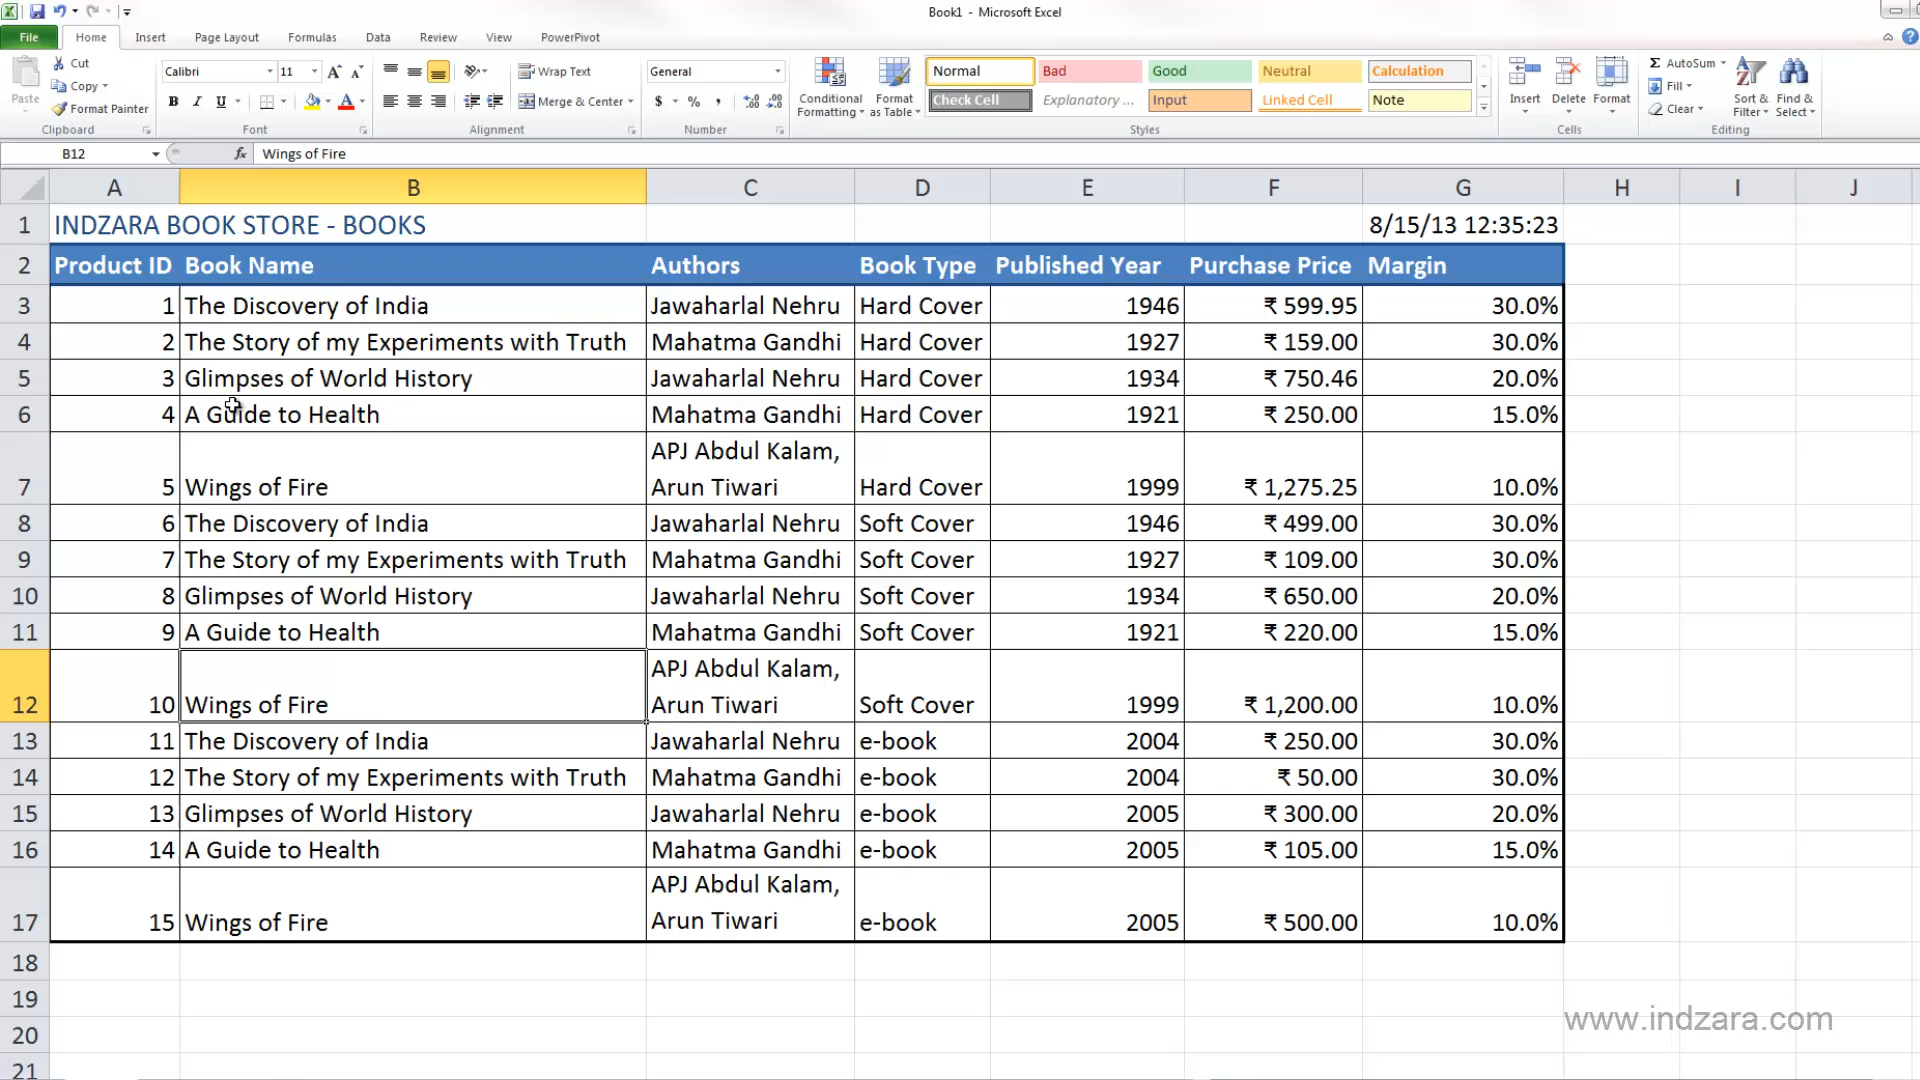 Book1 - Microsoft Excel
File Home Insert Page Layout Formulas Data Review View PowerPivot
Paste
Cut
Copy
Format Painter
Clipboard
Calibri 11
B I U
Font
Wrap Text
Merge & Center
Alignment
General
$ % ,
Number
Conditional Formatting
Format as Table
Normal Bad Good Neutral Calculation
Check Cell Explanatory ... Input Linked Cell Note
Styles
Insert Delete Format
Cells
Σ AutoSum
Fill
Clear
Sort & Filter
Find & Select
Editing
B12 fx Wings of Fire
A B C D E F G H I J
1 INDZARA BOOK STORE - BOOKS 8/15/13 12:35:23
2 Product ID Book Name Authors Book Type Published Year Purchase Price Margin
3 1 The Discovery of India Jawaharlal Nehru Hard Cover 1946 ₹ 599.95 30.0%
4 2 The Story of my Experiments with Truth Mahatma Gandhi Hard Cover 1927 ₹ 159.00 30.0%
5 3 Glimpses of World History Jawaharlal Nehru Hard Cover 1934 ₹ 750.46 20.0%
6 4 A Guide to Health Mahatma Gandhi Hard Cover 1921 ₹ 250.00 15.0%
APJ Abdul Kalam,
7 5 Wings of Fire Arun Tiwari Hard Cover 1999 ₹ 1,275.25 10.0%
8 6 The Discovery of India Jawaharlal Nehru Soft Cover 1946 ₹ 499.00 30.0%
9 7 The Story of my Experiments with Truth Mahatma Gandhi Soft Cover 1927 ₹ 109.00 30.0%
10 8 Glimpses of World History Jawaharlal Nehru Soft Cover 1934 ₹ 650.00 20.0%
11 9 A Guide to Health Mahatma Gandhi Soft Cover 1921 ₹ 220.00 15.0%
APJ Abdul Kalam,
12 10 Wings of Fire Arun Tiwari Soft Cover 1999 ₹ 1,200.00 10.0%
13 11 The Discovery of India Jawaharlal Nehru e-book 2004 ₹ 250.00 30.0%
14 12 The Story of my Experiments with Truth Mahatma Gandhi e-book 2004 ₹ 50.00 30.0%
15 13 Glimpses of World History Jawaharlal Nehru e-book 2005 ₹ 300.00 20.0%
16 14 A Guide to Health Mahatma Gandhi e-book 2005 ₹ 105.00 15.0%
APJ Abdul Kalam,
17 15 Wings of Fire Arun Tiwari e-book 2005 ₹ 500.00 10.0%
18
19
www.indzara.com
20
21